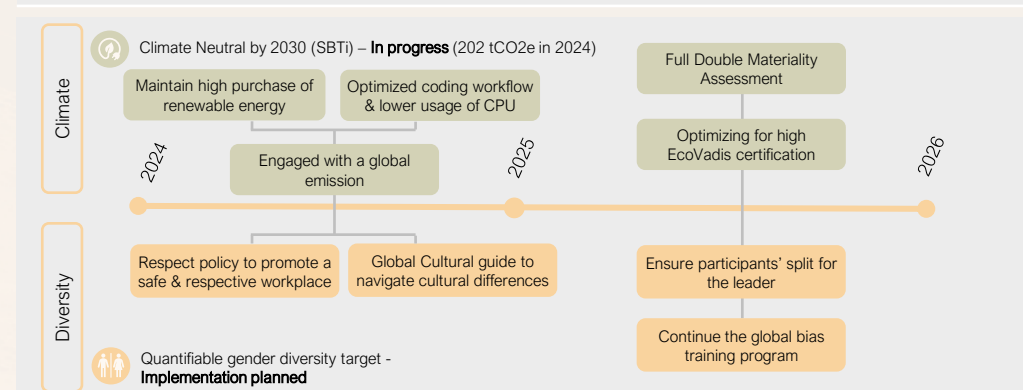 Climate
Climate Neutral by 2030 (SBTi) – In progress (202 tCO2e in 2024)
Maintain high purchase of
renewable energy
Optimized coding workflow
& lower usage of CPU
Engaged with a global
emission
Full Double Materiality
Assessment
Optimizing for high
EcoVadis certification
2024
2025
2026
Diversity
Respect policy to promote a
safe & respective workplace
Global Cultural guide to
navigate cultural differences
Ensure participants’ split for
the leader
Continue the global bias
training program
Quantifiable gender diversity target -
Implementation planned